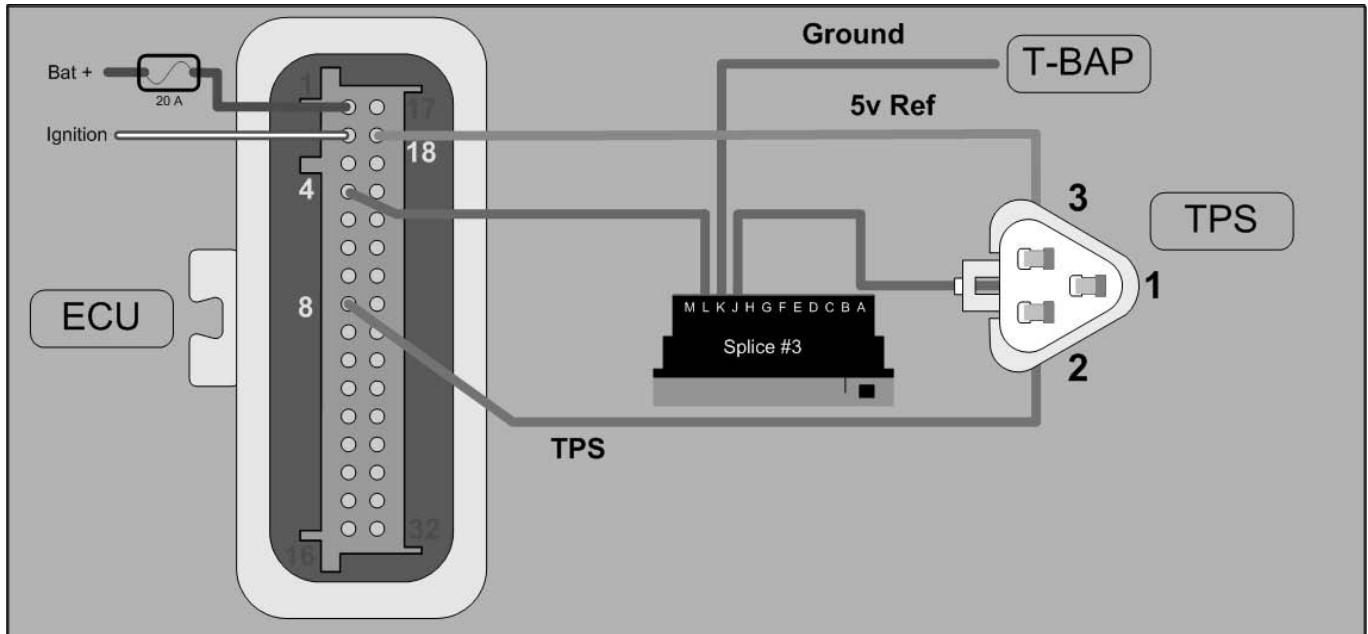 Ground
T-BAP
Bat +
20 A
1
17
5v Ref
Ignition
18
4
3
TPS
1
ECU
8
M L K J H G F E D C B A
Splice #3
2
TPS
32
16